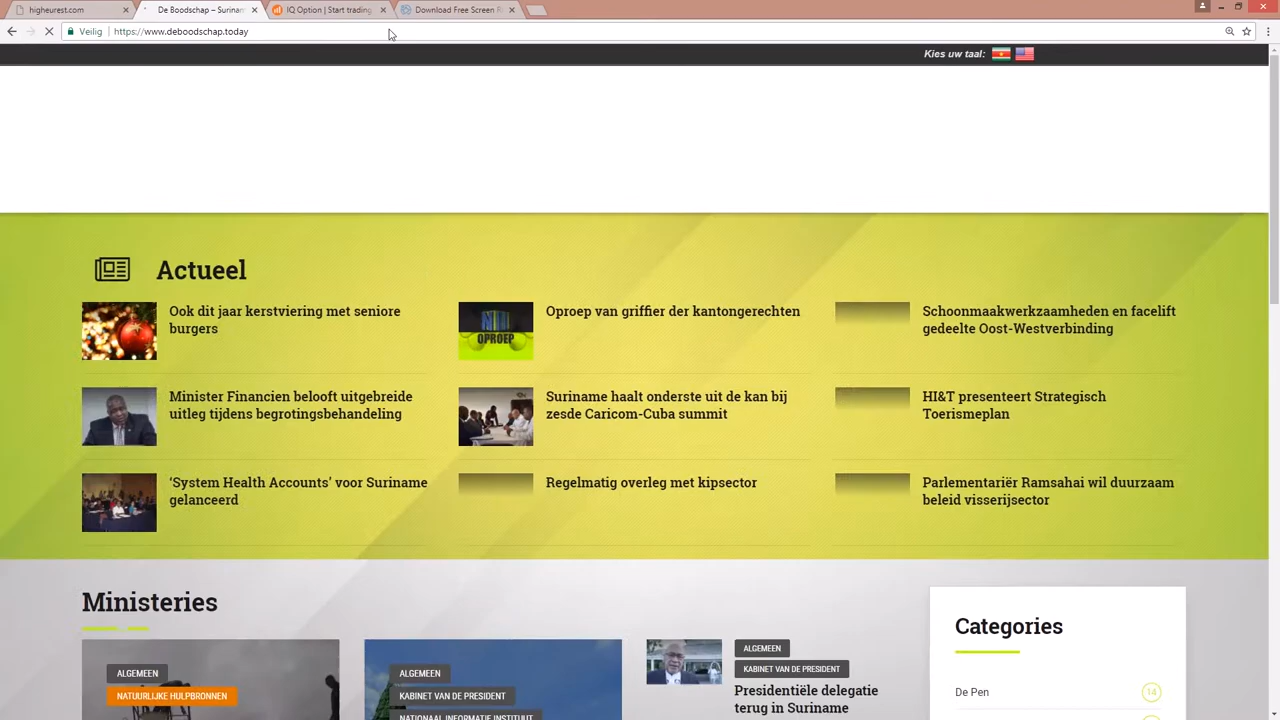 higheurest.com
De Boodschap – Surinam
IQ Option | Start trading
Download Free Screen R
Veilig
https://www.deboodschap.today
Kies uw taal:
Actueel
Ook dit jaar kerstviering met seniore
burgers
Oproep van griffier der kantongerechten
Schoonmaakwerkzaamheden en facelift
gedeelte Oost-Westverbinding
OPROEP
Minister Financien belooft uitgebreide
uitleg tijdens begrotingsbehandeling
Suriname haalt onderste uit de kan bij
zesde Caricom-Cuba summit
HI&T presenteert Strategisch
Toerismeplan
‘System Health Accounts’ voor Suriname
gelanceerd
Regelmatig overleg met kipsector
Parlementariër Ramsahai wil duurzaam
beleid visserijsector
Ministeries
ALGEMEEN
NATUURLIJKE HULPBRONNEN
ALGEMEEN
KABINET VAN DE PRESIDENT
NATIONAAL INFORMATIE INSTITUUT
ALGEMEEN
KABINET VAN DE PRESIDENT
Presidentiële delegatie
terug in Suriname
Categories
De Pen
14